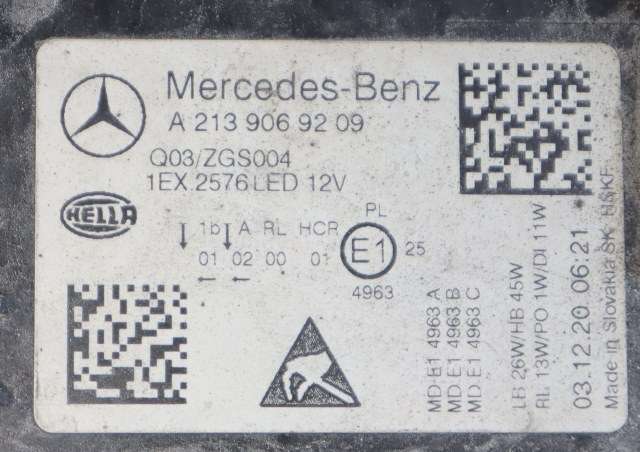 Mercedes-Benz
A 213 906 92 09
Q03/ZGS004
1EX.2576 LED 12V
HELLA
1b A RL HCR PL
01 02 00 01 E1 25
4963
MD.E1 4963 A
MD.E1 4963 B
MD.E1 4963 C
LB 26W/HB 45W
RL 13W/PO 1W/DI 11W
03.12.20 06:21
Made in Slovakia SK HSKF